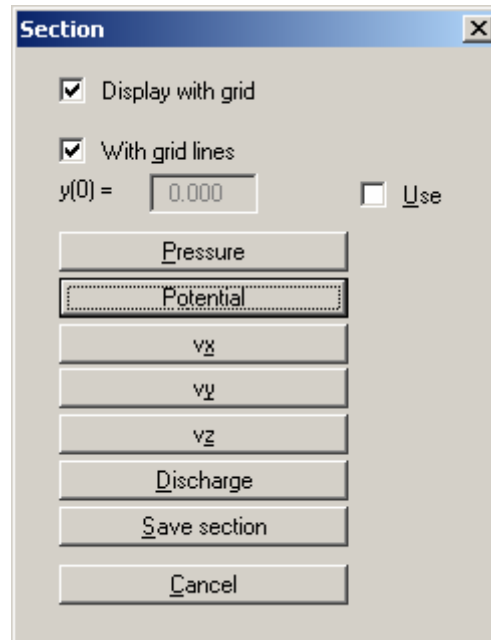 Section
Display with grid
With grid lines
y(0) = 0.000 Use
Pressure
Potential
vx
vy
vz
Discharge
Save section
Cancel